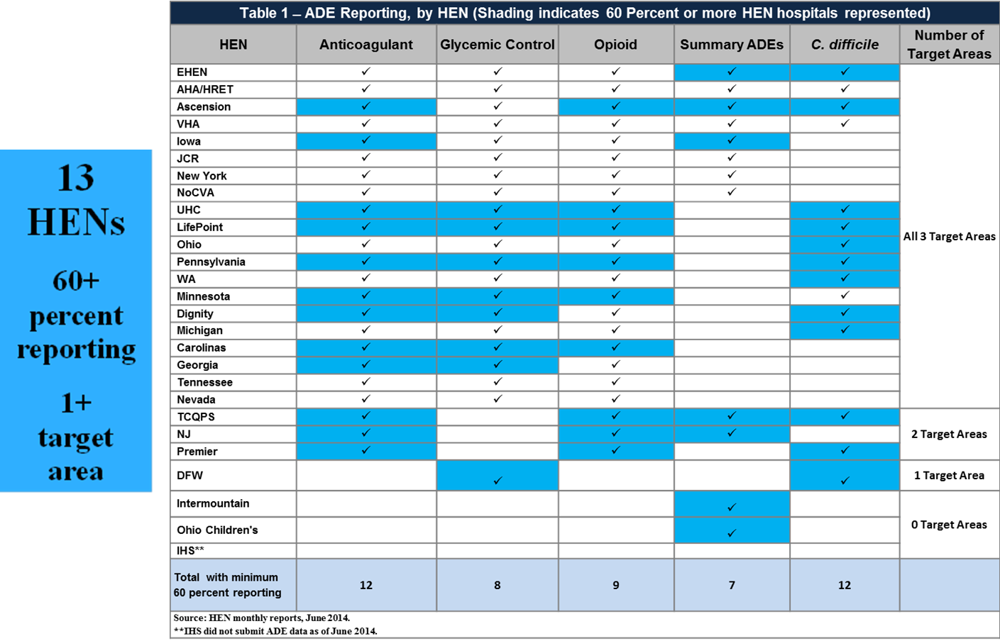 13
HENs
60+
percent
reporting
1+
target
area
Table 1 – ADE Reporting, by HEN (Shading indicates 60 Percent or more HEN hospitals represented)
HEN Anticoagulant Glycemic Control Opioid Summary ADEs C. difficile Number of Target Areas
EHEN ✓ ✓ ✓ ✓ ✓
AHA/HRET ✓ ✓ ✓ ✓ ✓
Ascension ✓ ✓ ✓ ✓ ✓
VHA ✓ ✓ ✓ ✓ ✓
Iowa ✓ ✓ ✓ ✓
JCR ✓ ✓ ✓ ✓
New York ✓ ✓ ✓ ✓
NoCVA ✓ ✓ ✓ ✓
UHC ✓ ✓ ✓ ✓
LifePoint ✓ ✓ ✓ ✓
Ohio ✓ ✓ ✓ ✓
All 3 Target Areas
Pennsylvania ✓ ✓ ✓ ✓
WA ✓ ✓ ✓ ✓
Minnesota ✓ ✓ ✓ ✓
Dignity ✓ ✓ ✓ ✓
Michigan ✓ ✓ ✓ ✓
Carolinas ✓ ✓ ✓
Georgia ✓ ✓ ✓
Tennessee ✓ ✓ ✓
Nevada ✓ ✓ ✓
TCQPS ✓ ✓ ✓ ✓
NJ ✓ ✓ ✓ 2 Target Areas
Premier ✓ ✓ ✓
DFW ✓ ✓ 1 Target Area
Intermountain ✓
Ohio Children's ✓ 0 Target Areas
IHS**
Total with minimum
60 percent reporting 12 8 9 7 12
Source: HEN monthly reports, June 2014.
**IHS did not submit ADE data as of June 2014.